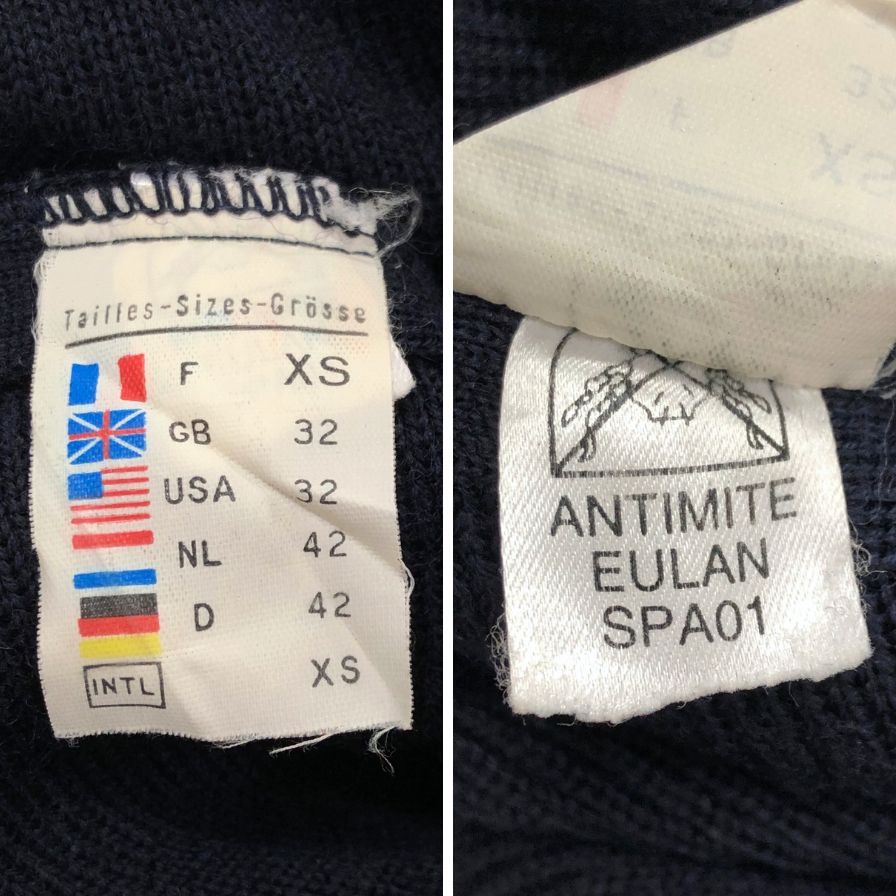 Tailles-Sizes-Grösse
F XS
GB 32
USA 32
NL 42
D 42
INTL XS
ANTIMITE
EULAN
SPA01